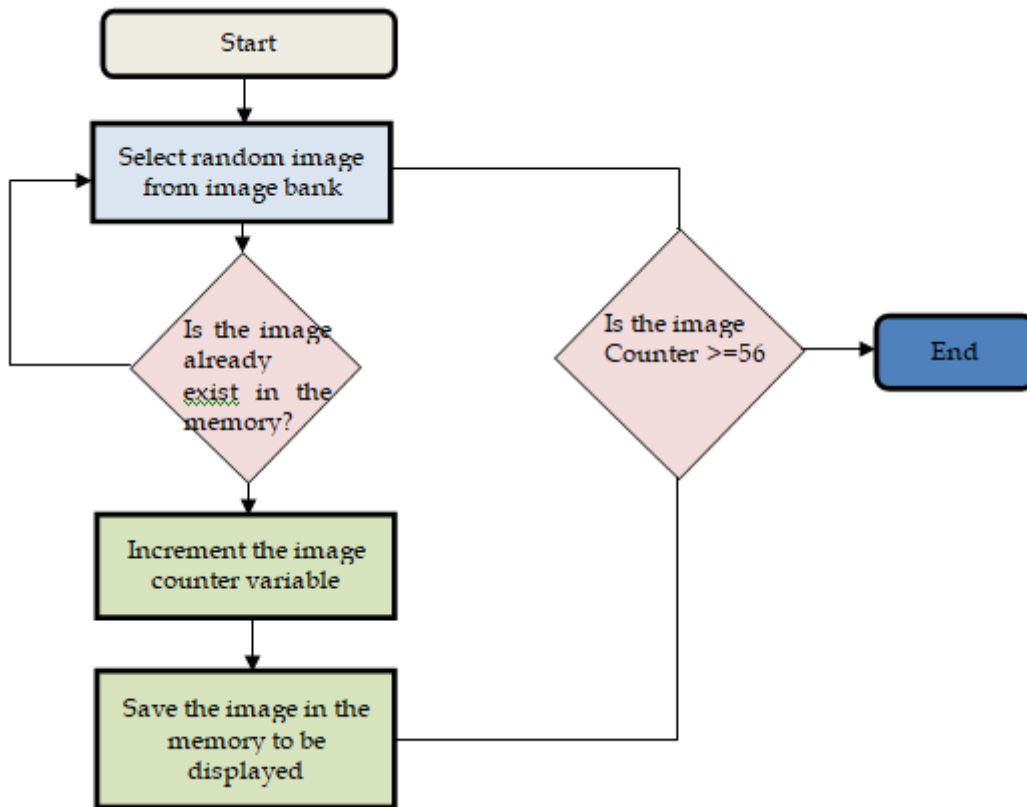 Start
Select random image
from image bank
Is the image
already
exist in the
memory?
Increment the image
counter variable
Save the image in the
memory to be
displayed
Is the image
Counter >=56
End